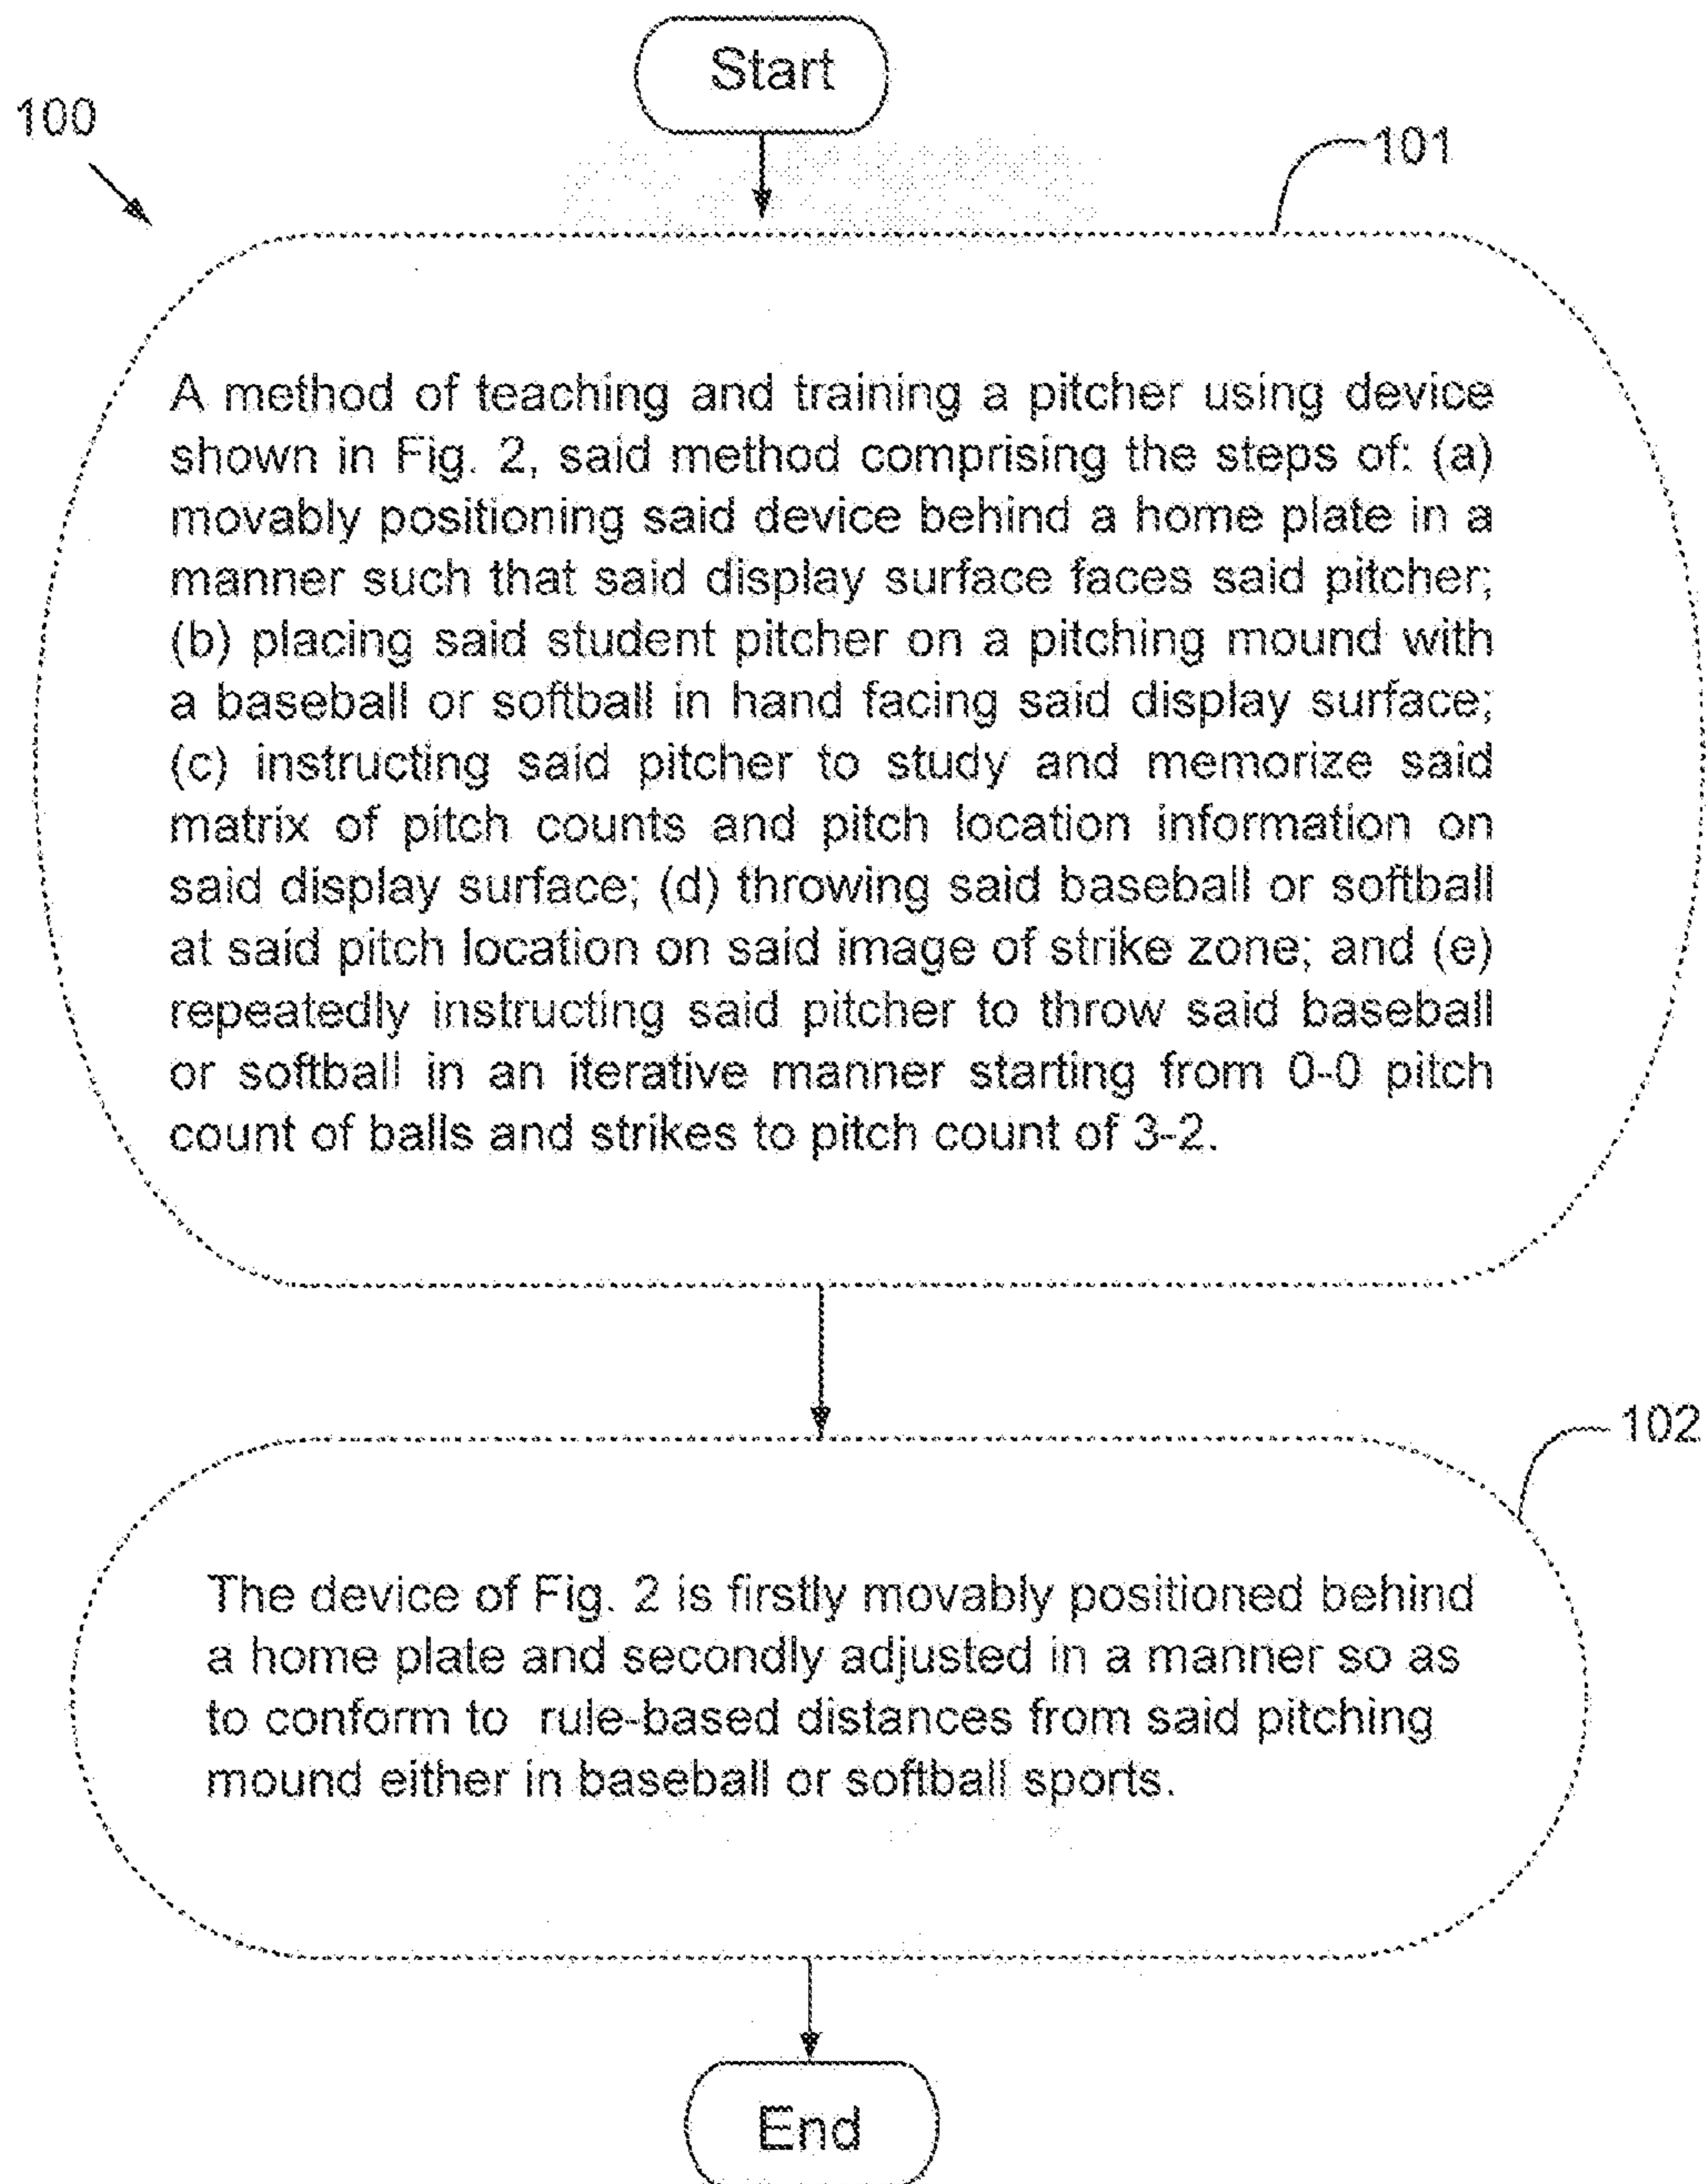 Start
100
101
A method of teaching and training a pitcher using device
shown in Fig. 2, said method comprising the steps of: (a)
movably positioning said device behind a home plate in a
manner such that said display surface faces said pitcher;
(b) placing said student pitcher on a pitching mound with
a baseball or softball in hand facing said display surface;
(c) instructing said pitcher to study and memorize said
matrix of pitch counts and pitch location information on
said display surface; (d) throwing said baseball or softball
at said pitch location on said image of strike zone; and (e)
repeatedly instructing said pitcher to throw said baseball
or softball in an iterative manner starting from 0-0 pitch
count of balls and strikes to pitch count of 3-2.
102
The device of Fig. 2 is firstly movably positioned behind
a home plate and secondly adjusted in a manner so as
to conform to rule-based distances from said pitching
mound either in baseball or softball sports.
End